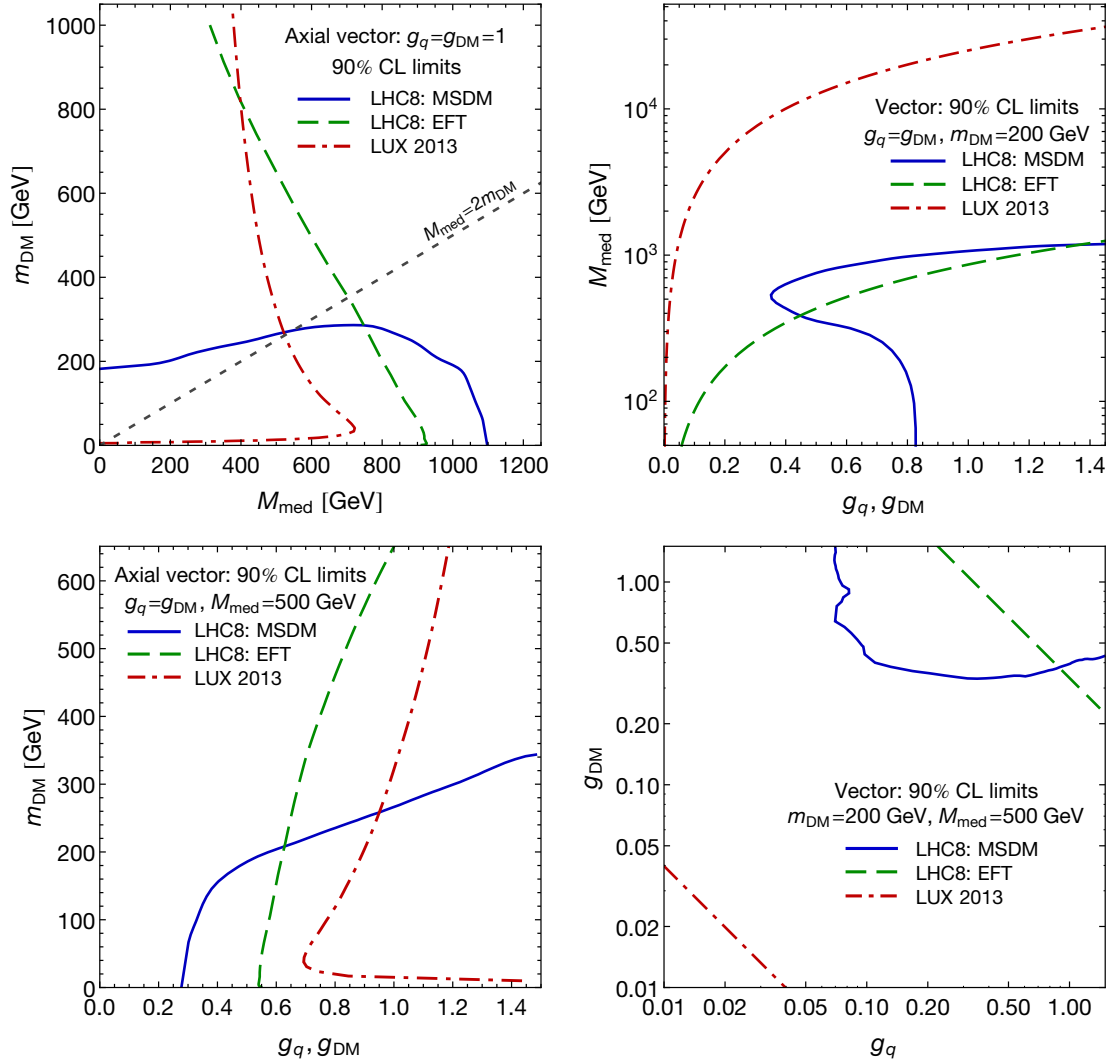 1000
800
600
400
200
0
m_DM [GeV]
Axial vector: g_q=g_DM=1
90% CL limits
LHC8: MSDM
LHC8: EFT
LUX 2013
M_med=2m_DM
0 200 400 600 800 1000 1200
M_med [GeV]
10^4
10^3
10^2
M_med [GeV]
Vector: 90% CL limits
g_q=g_DM, m_DM=200 GeV
LHC8: MSDM
LHC8: EFT
LUX 2013
0.0 0.2 0.4 0.6 0.8 1.0 1.2 1.4
g_q, g_DM
600
500
400
300
200
100
0
m_DM [GeV]
Axial vector: 90% CL limits
g_q=g_DM, M_med=500 GeV
LHC8: MSDM
LHC8: EFT
LUX 2013
0.0 0.2 0.4 0.6 0.8 1.0 1.2 1.4
g_q, g_DM
1.00
0.50
0.20
0.10
0.05
0.02
0.01
g_DM
Vector: 90% CL limits
m_DM=200 GeV, M_med=500 GeV
LHC8: MSDM
LHC8: EFT
LUX 2013
0.01 0.02 0.05 0.10 0.20 0.50 1.00
g_q